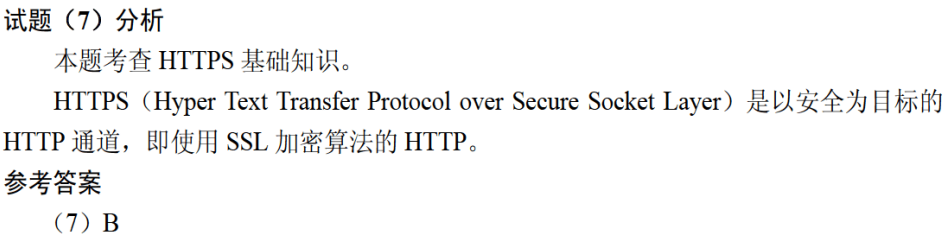 试题（7）分析
本题考查 HTTPS 基础知识。
HTTPS（Hyper Text Transfer Protocol over Secure Socket Layer）是以安全为目标的
HTTP 通道，即使用 SSL 加密算法的 HTTP。
参考答案
（7）B